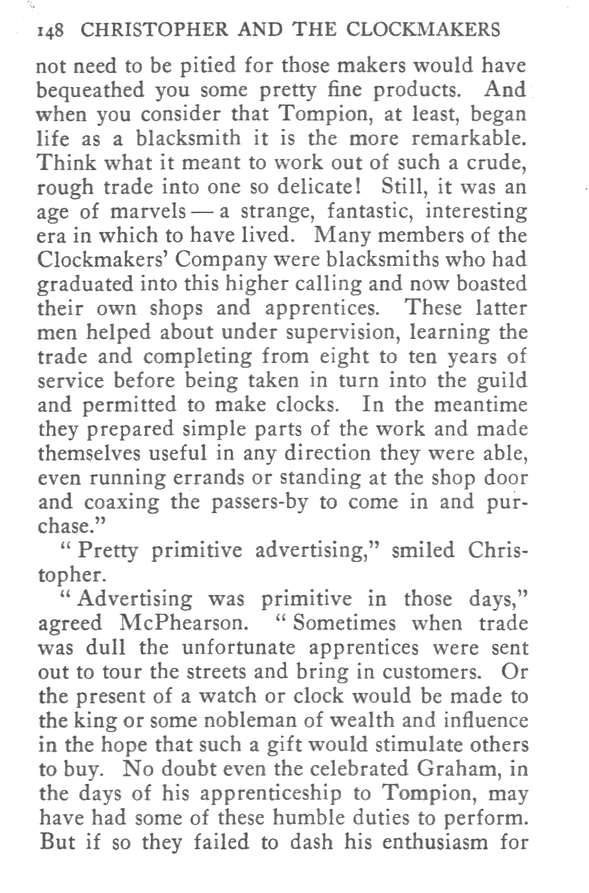 148 CHRISTOPHER AND THE CLOCKMAKERS
not need to be pitied for those makers would have
bequeathed you some pretty fine products. And
when you consider that Tompion, at least, began
life as a blacksmith it is the more remarkable.
Think what it meant to work out of such a crude,
rough trade into one so delicate! Still, it was an
age of marvels — a strange, fantastic, interesting
era in which to have lived. Many members of the
Clockmakers’ Company were blacksmiths who had
graduated into this higher calling and now boasted
their own shops and apprentices. These latter
men helped about under supervision, learning the
trade and completing from eight to ten years of
service before being taken in turn into the guild
and permitted to make clocks. In the meantime
they prepared simple parts of the work and made
themselves useful in any direction they were able,
even running errands or standing at the shop door
and coaxing the passers-by to come in and pur-
chase.”
“ Pretty primitive advertising,” smiled Chris-
topher.
“ Advertising was primitive in those days,”
agreed McPhearson. “ Sometimes when trade
was dull the unfortunate apprentices were sent
out to tour the streets and bring in customers. Or
the present of a watch or clock would be made to
the king or some nobleman of wealth and influence
in the hope that such a gift would stimulate others
to buy. No doubt even the celebrated Graham, in
the days of his apprenticeship to Tompion, may
have had some of these humble duties to perform.
But if so they failed to dash his enthusiasm for